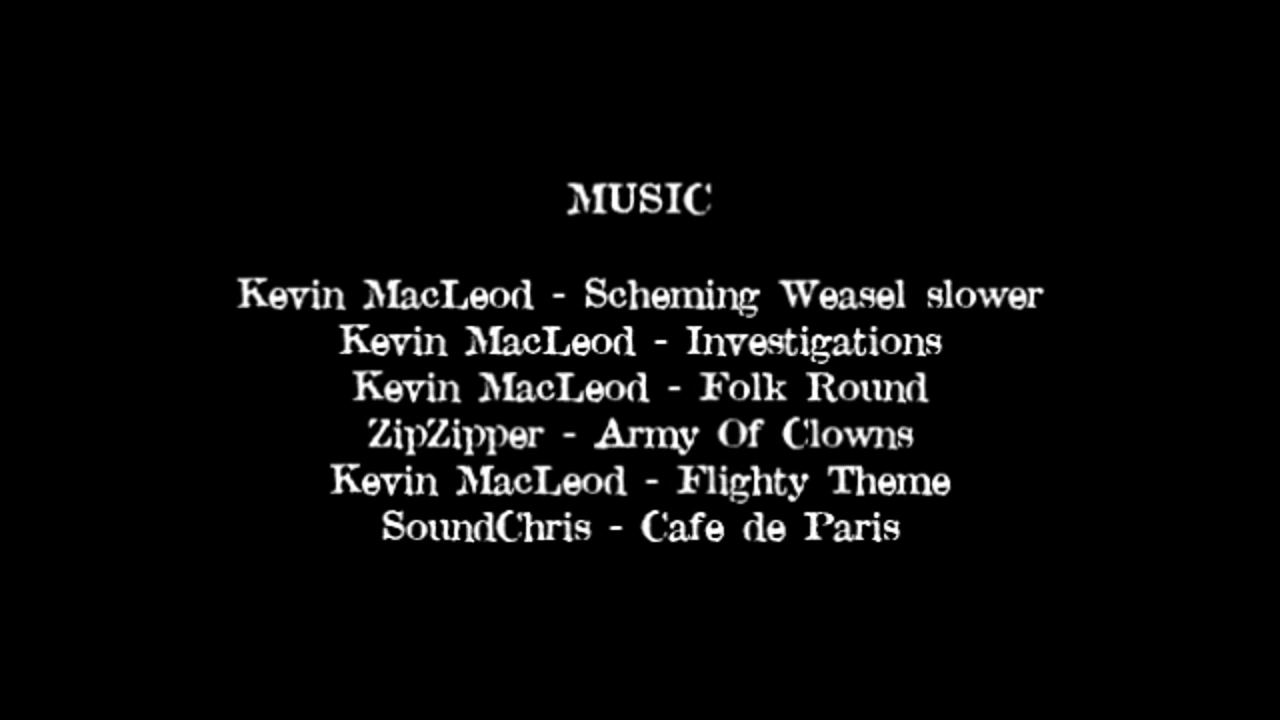 MUSIC
Kevin MacLeod - Scheming Weasel slower
Kevin MacLeod - Investigations
Kevin MacLeod - Folk Round
ZipZipper - Army Of Clowns
Kevin MacLeod - Flighty Theme
SoundChris - Cafe de Paris